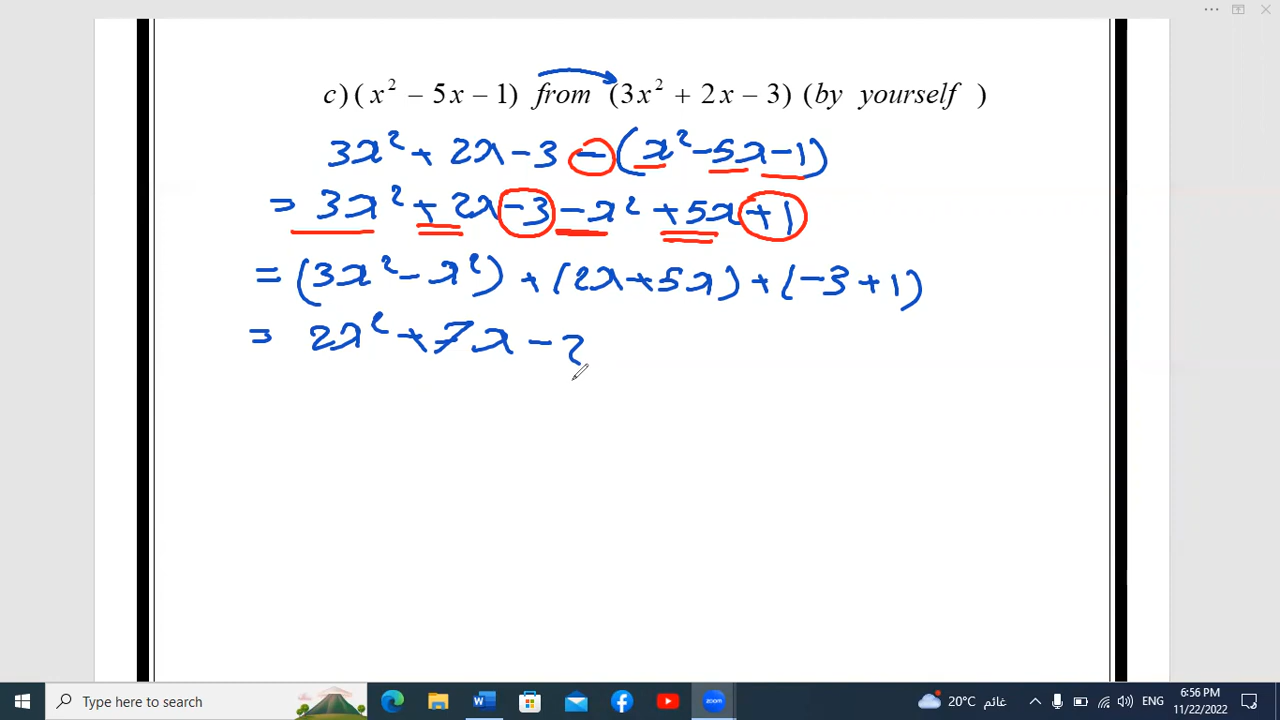 c) (x² – 5x – 1) from (3x² + 2x – 3) (by yourself )
3x² + 2x - 3 - (x² - 5x - 1)
= 3x² + 2x - 3 - x² + 5x + 1
= (3x² - x²) + (2x + 5x) + (-3 + 1)
= 2x² + 7x - 2
Type here to search
20°C غائم
ENG
6:56 PM
11/22/2022